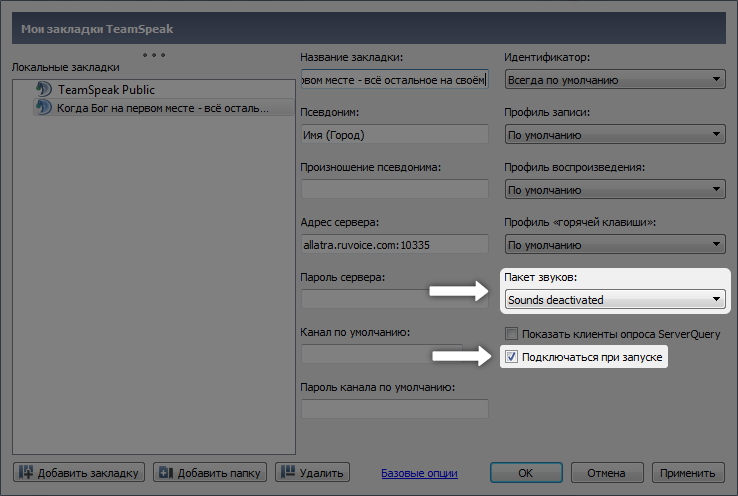 Мои закладки TeamSpeak
Локальные закладки
TeamSpeak Public
Когда Бог на первом месте - всё осталь...
Название закладки:
рвом месте - всё остальное на своём
Псевдоним:
Имя (Город)
Произношение псевдонима:
Адрес сервера:
allatra.ruvoice.com:10335
Пароль сервера:
Канал по умолчанию:
Пароль канала по умолчанию:
Идентификатор:
Всегда по умолчанию
Профиль записи:
По умолчанию
Профиль воспроизведения:
По умолчанию
Профиль «горячей клавиши»:
По умолчанию
Пакет звуков:
Sounds deactivated
Показать клиенты опроса ServerQuery
Подключаться при запуске
Добавить закладку
Добавить папку
Удалить
Базовые опции
OK
Отмена
Применить